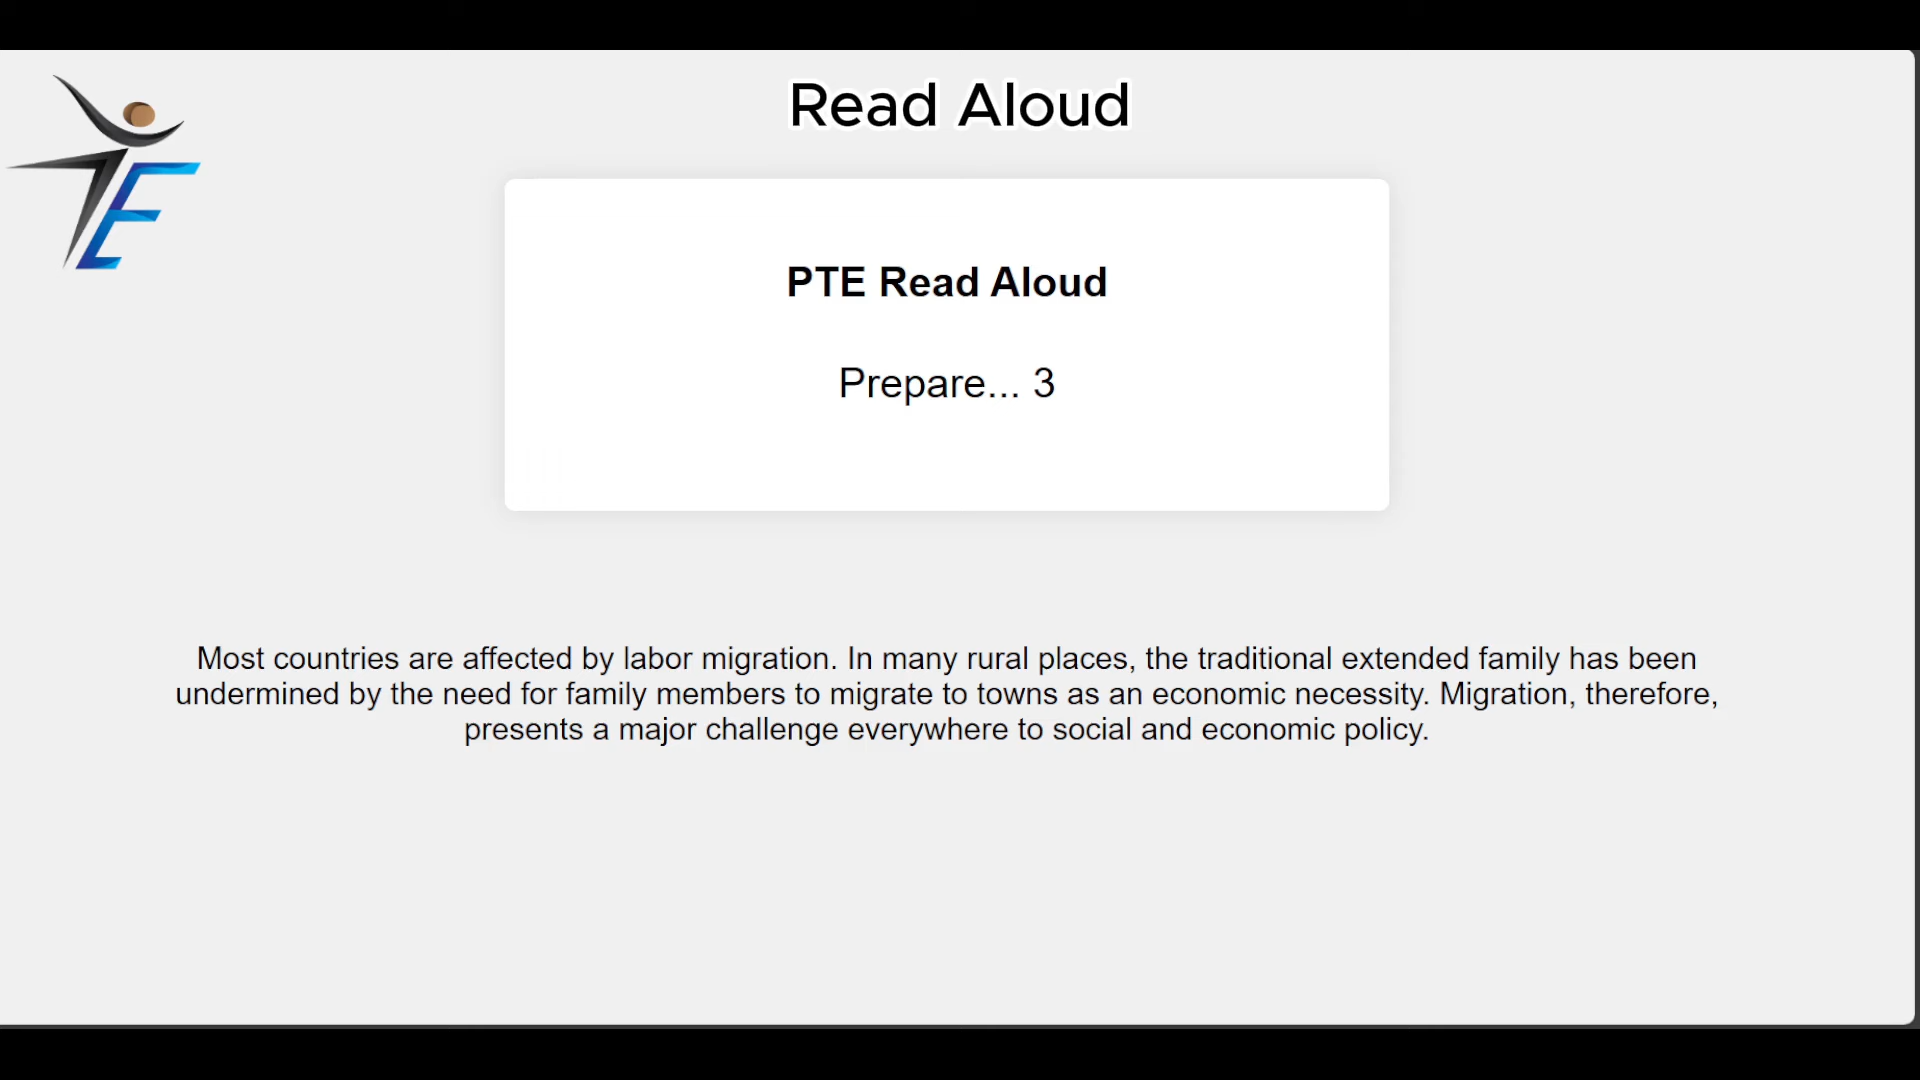 Read Aloud
PTE Read Aloud
Prepare... 3
Most countries are affected by labor migration. In many rural places, the traditional extended family has been
undermined by the need for family members to migrate to towns as an economic necessity. Migration, therefore,
presents a major challenge everywhere to social and economic policy.